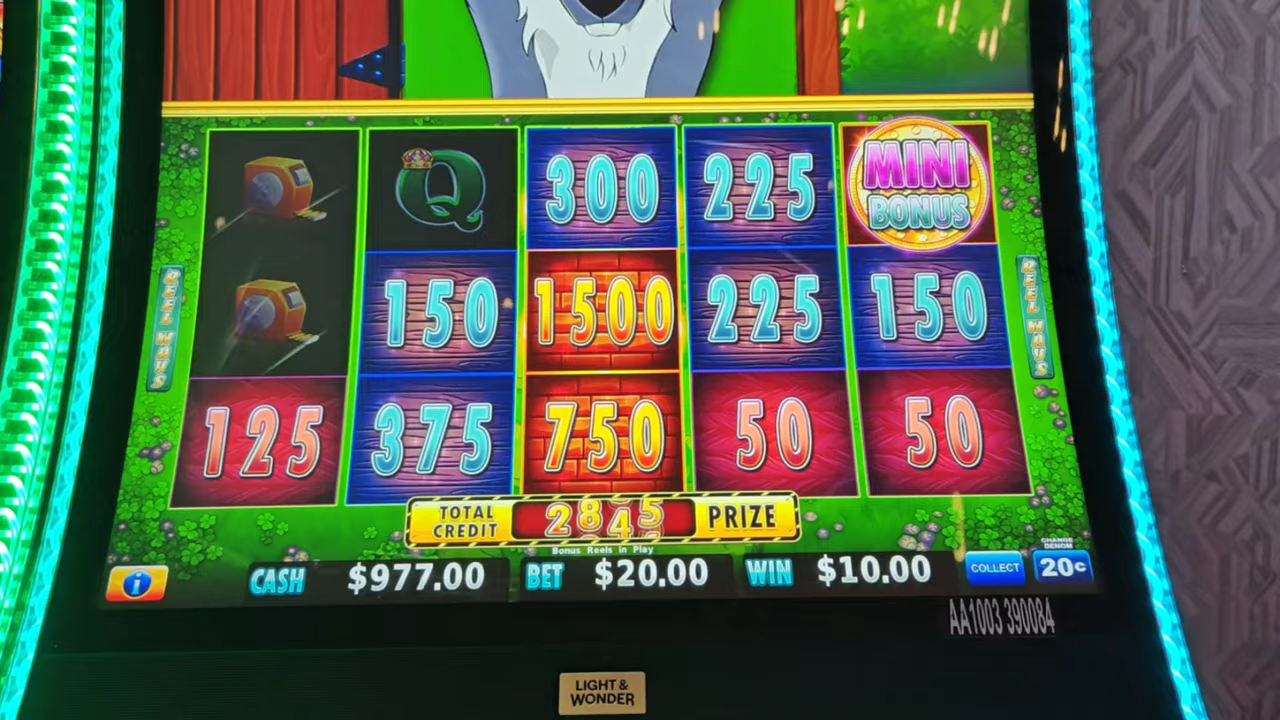 Q 300 225 MINI BONUS
150 1500 225 150
125 375 750 50 50
REEL WAYS
REEL WAYS
TOTAL CREDIT PRIZE
Bonus Reels in Play
CASH $977.00 BET $20.00 WIN $10.00 COLLECT CHANGE DENOM 20¢
AA1003 390084
LIGHT & WONDER